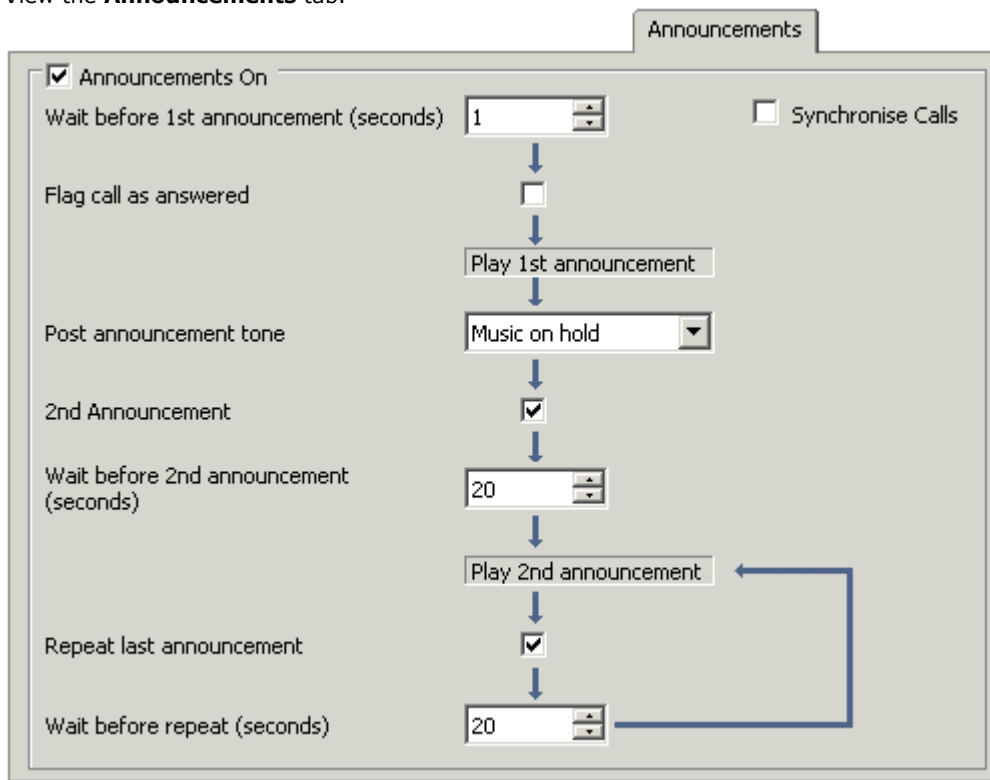 View the Announcements tab.
Announcements
Announcements On
Wait before 1st announcement (seconds) 1 Synchronise Calls
Flag call as answered
Play 1st announcement
Post announcement tone Music on hold
2nd Announcement
Wait before 2nd announcement
(seconds) 20
Play 2nd announcement
Repeat last announcement
Wait before repeat (seconds) 20